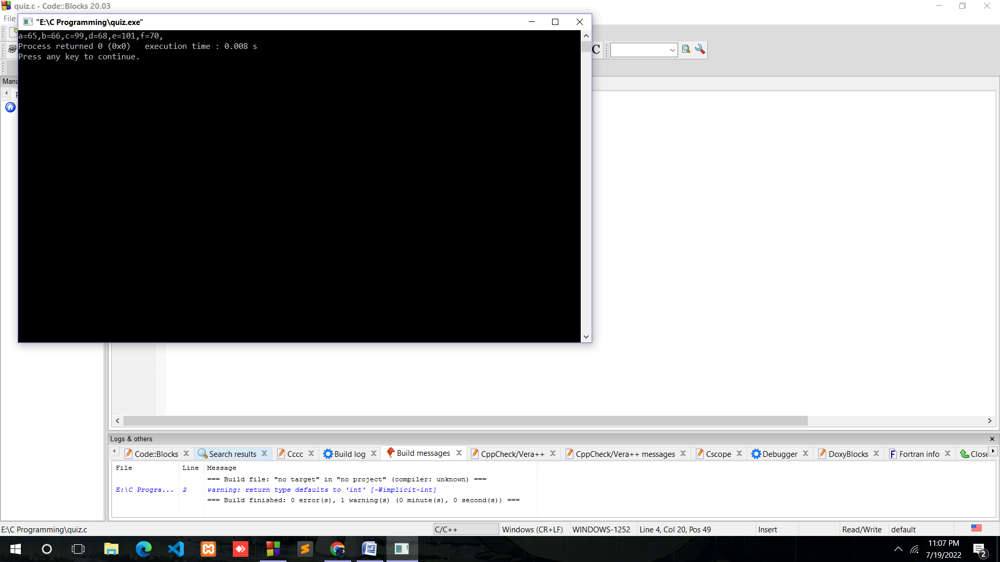 quiz.c - Code::Blocks 20.03
File
"E:\C Programming\quiz.exe"
a=65,b=66,c=99,d=68,e=101,f=70,
Process returned 0 (0x0)   execution time : 0.008 s
Press any key to continue.
C
Mana
Logs & others
Code::Blocks
Search results
Cccc
Build log
Build messages
CppCheck/Vera++
CppCheck/Vera++ messages
Cscope
Debugger
DoxyBlocks
Fortran info
Close
File Line Message
=== Build file: "no target" in "no project" (compiler: unknown) ===
E:\C Progra... 2 warning: return type defaults to 'int' [-Wimplicit-int]
=== Build finished: 0 error(s), 1 warning(s) (0 minute(s), 0 second(s)) ===
E:\C Programming\quiz.c
C/C++
Windows (CR+LF)
WINDOWS-1252
Line 4, Col 20, Pos 49
Insert
Read/Write
default
11:07 PM
7/19/2022
2